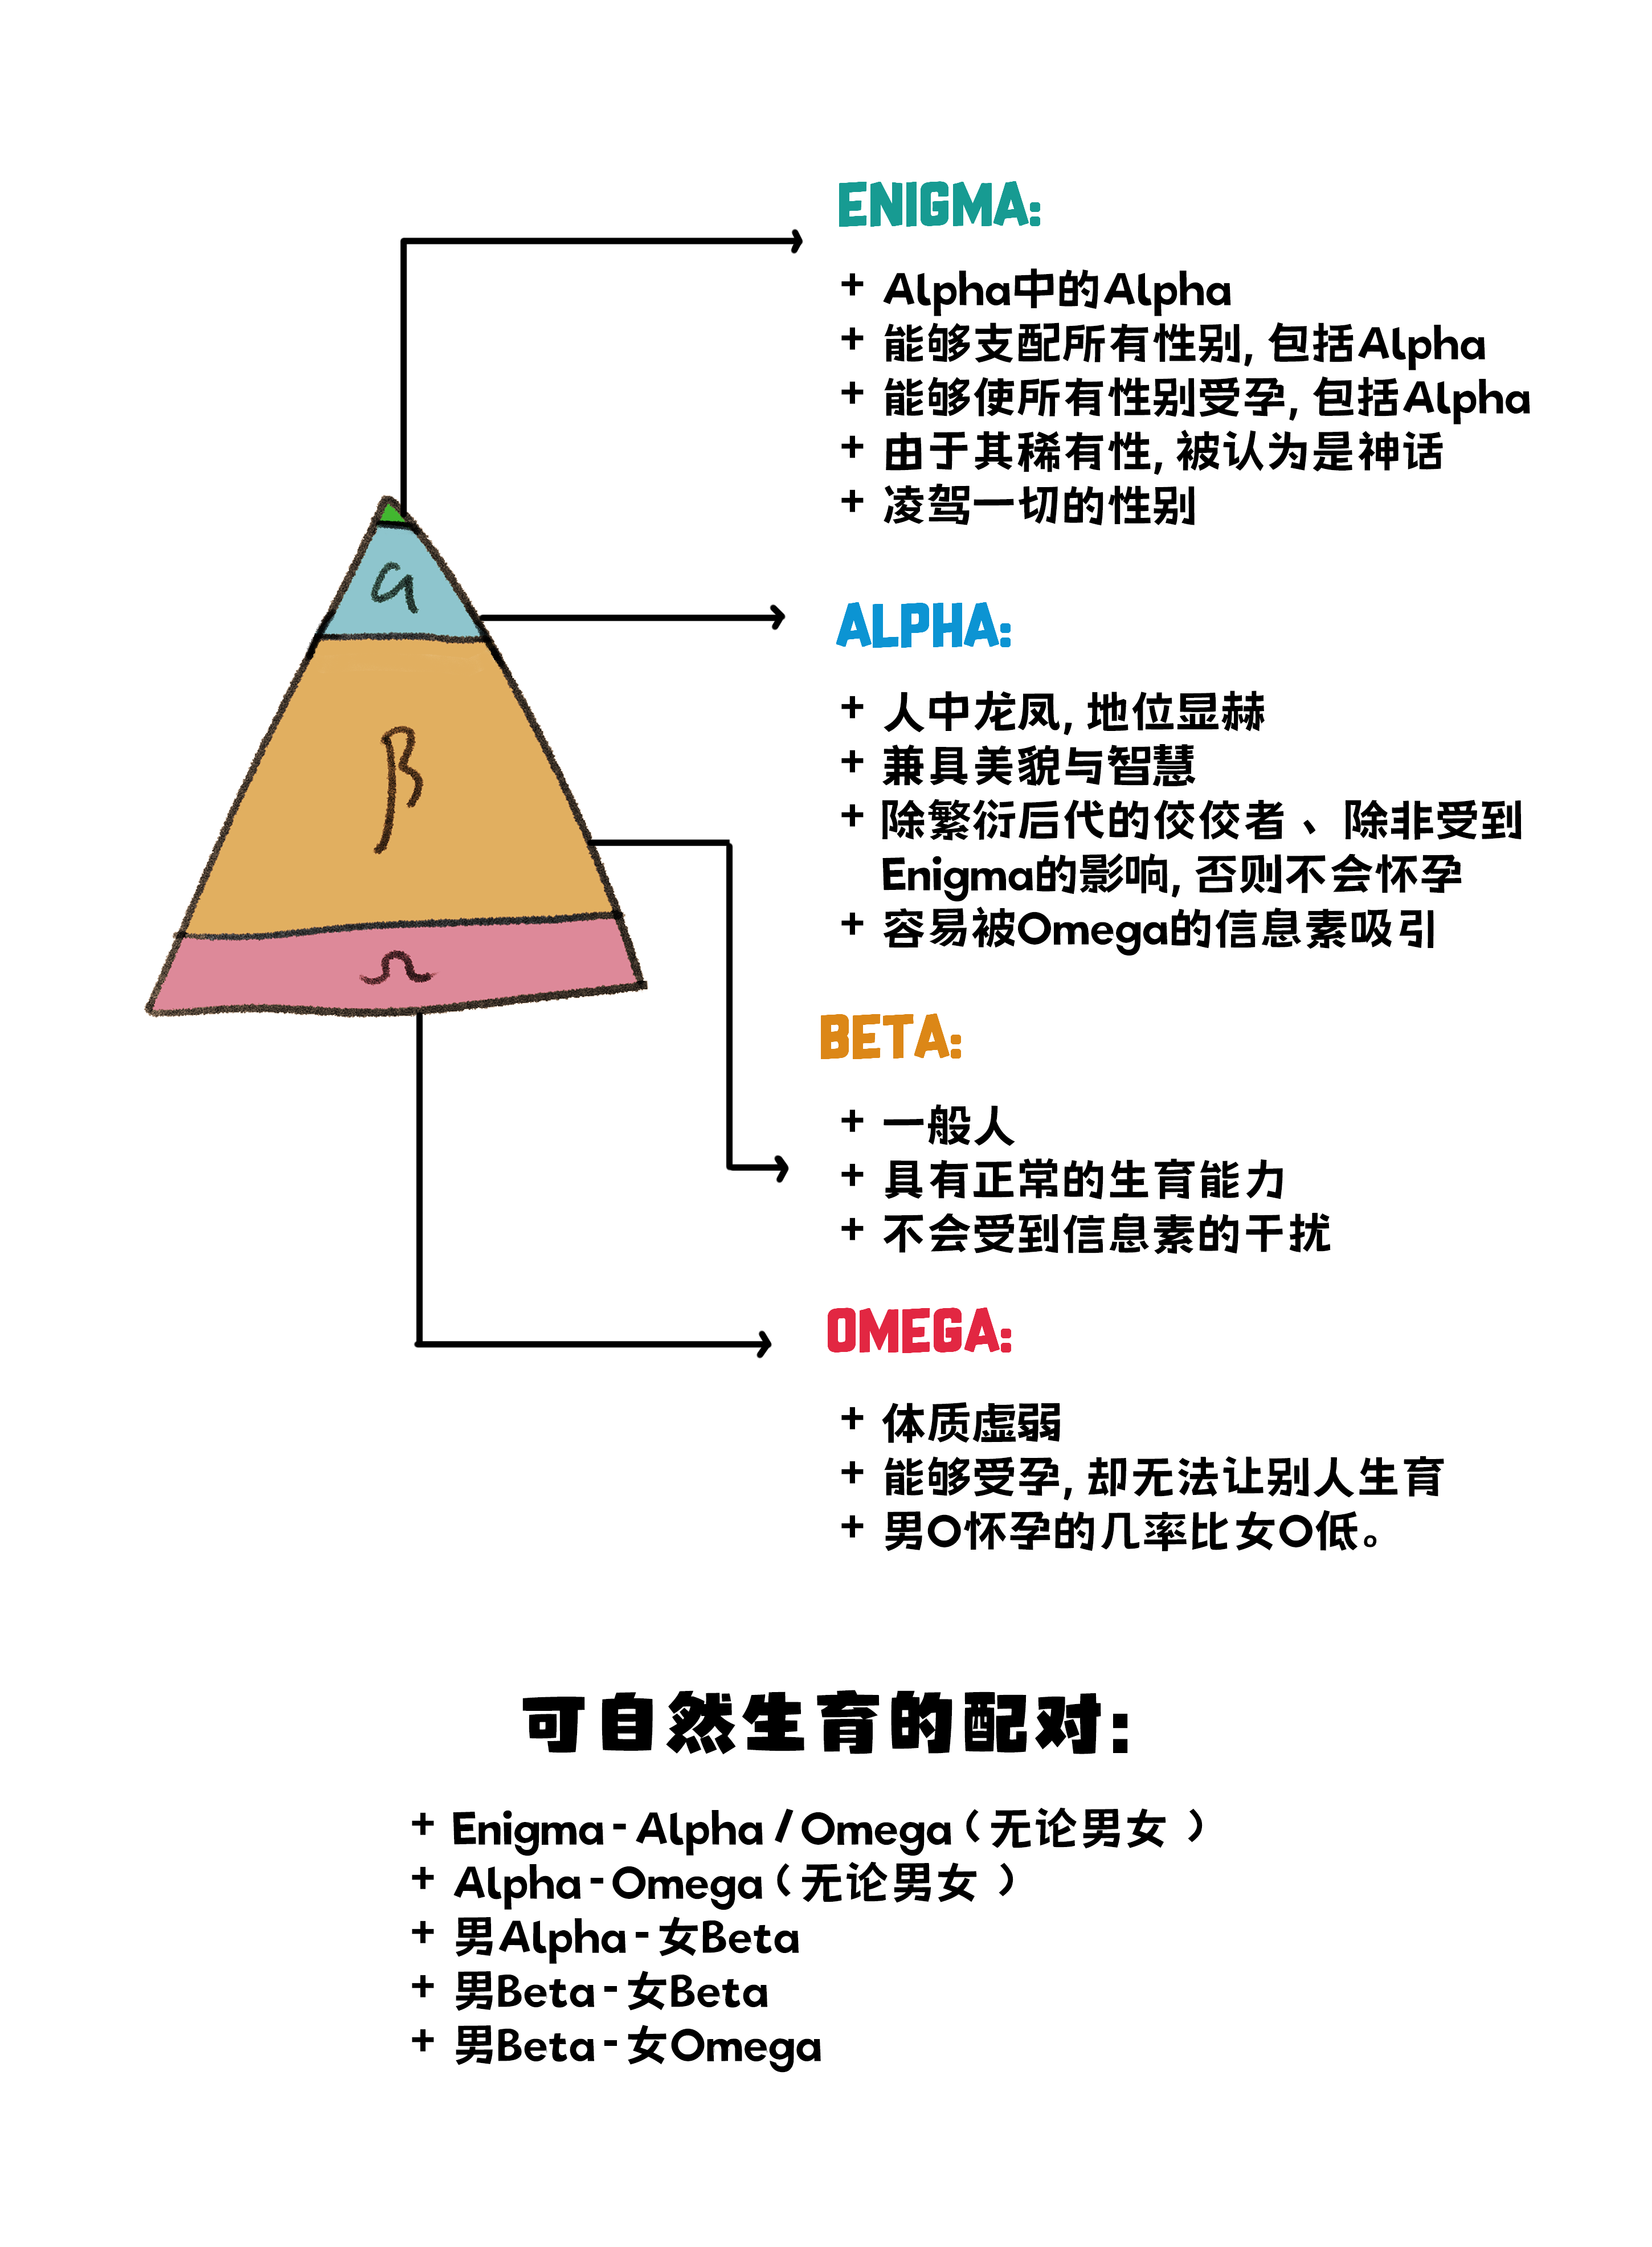 ENIGMA:
+ Alpha中的Alpha
+ 能够支配所有性别, 包括Alpha
+ 能够使所有性别受孕, 包括Alpha
+ 由于其稀有性, 被认为是神话
+ 凌驾一切的性别
α
ALPHA:
+ 人中龙凤, 地位显赫
+ 兼具美貌与智慧
+ 除繁衍后代的佼佼者、除非受到
Enigma的影响, 否则不会怀孕
+ 容易被Omega的信息素吸引
β
Ω
BETA:
+ 一般人
+ 具有正常的生育能力
+ 不会受到信息素的干扰
OMEGA:
+ 体质虚弱
+ 能够受孕, 却无法让别人生育
+ 男O怀孕的几率比女O低。
可自然生育的配对:
+ Enigma - Alpha / Omega (无论男女 )
+ Alpha - Omega (无论男女 )
+ 男Alpha - 女Beta
+ 男Beta - 女Beta
+ 男Beta - 女Omega